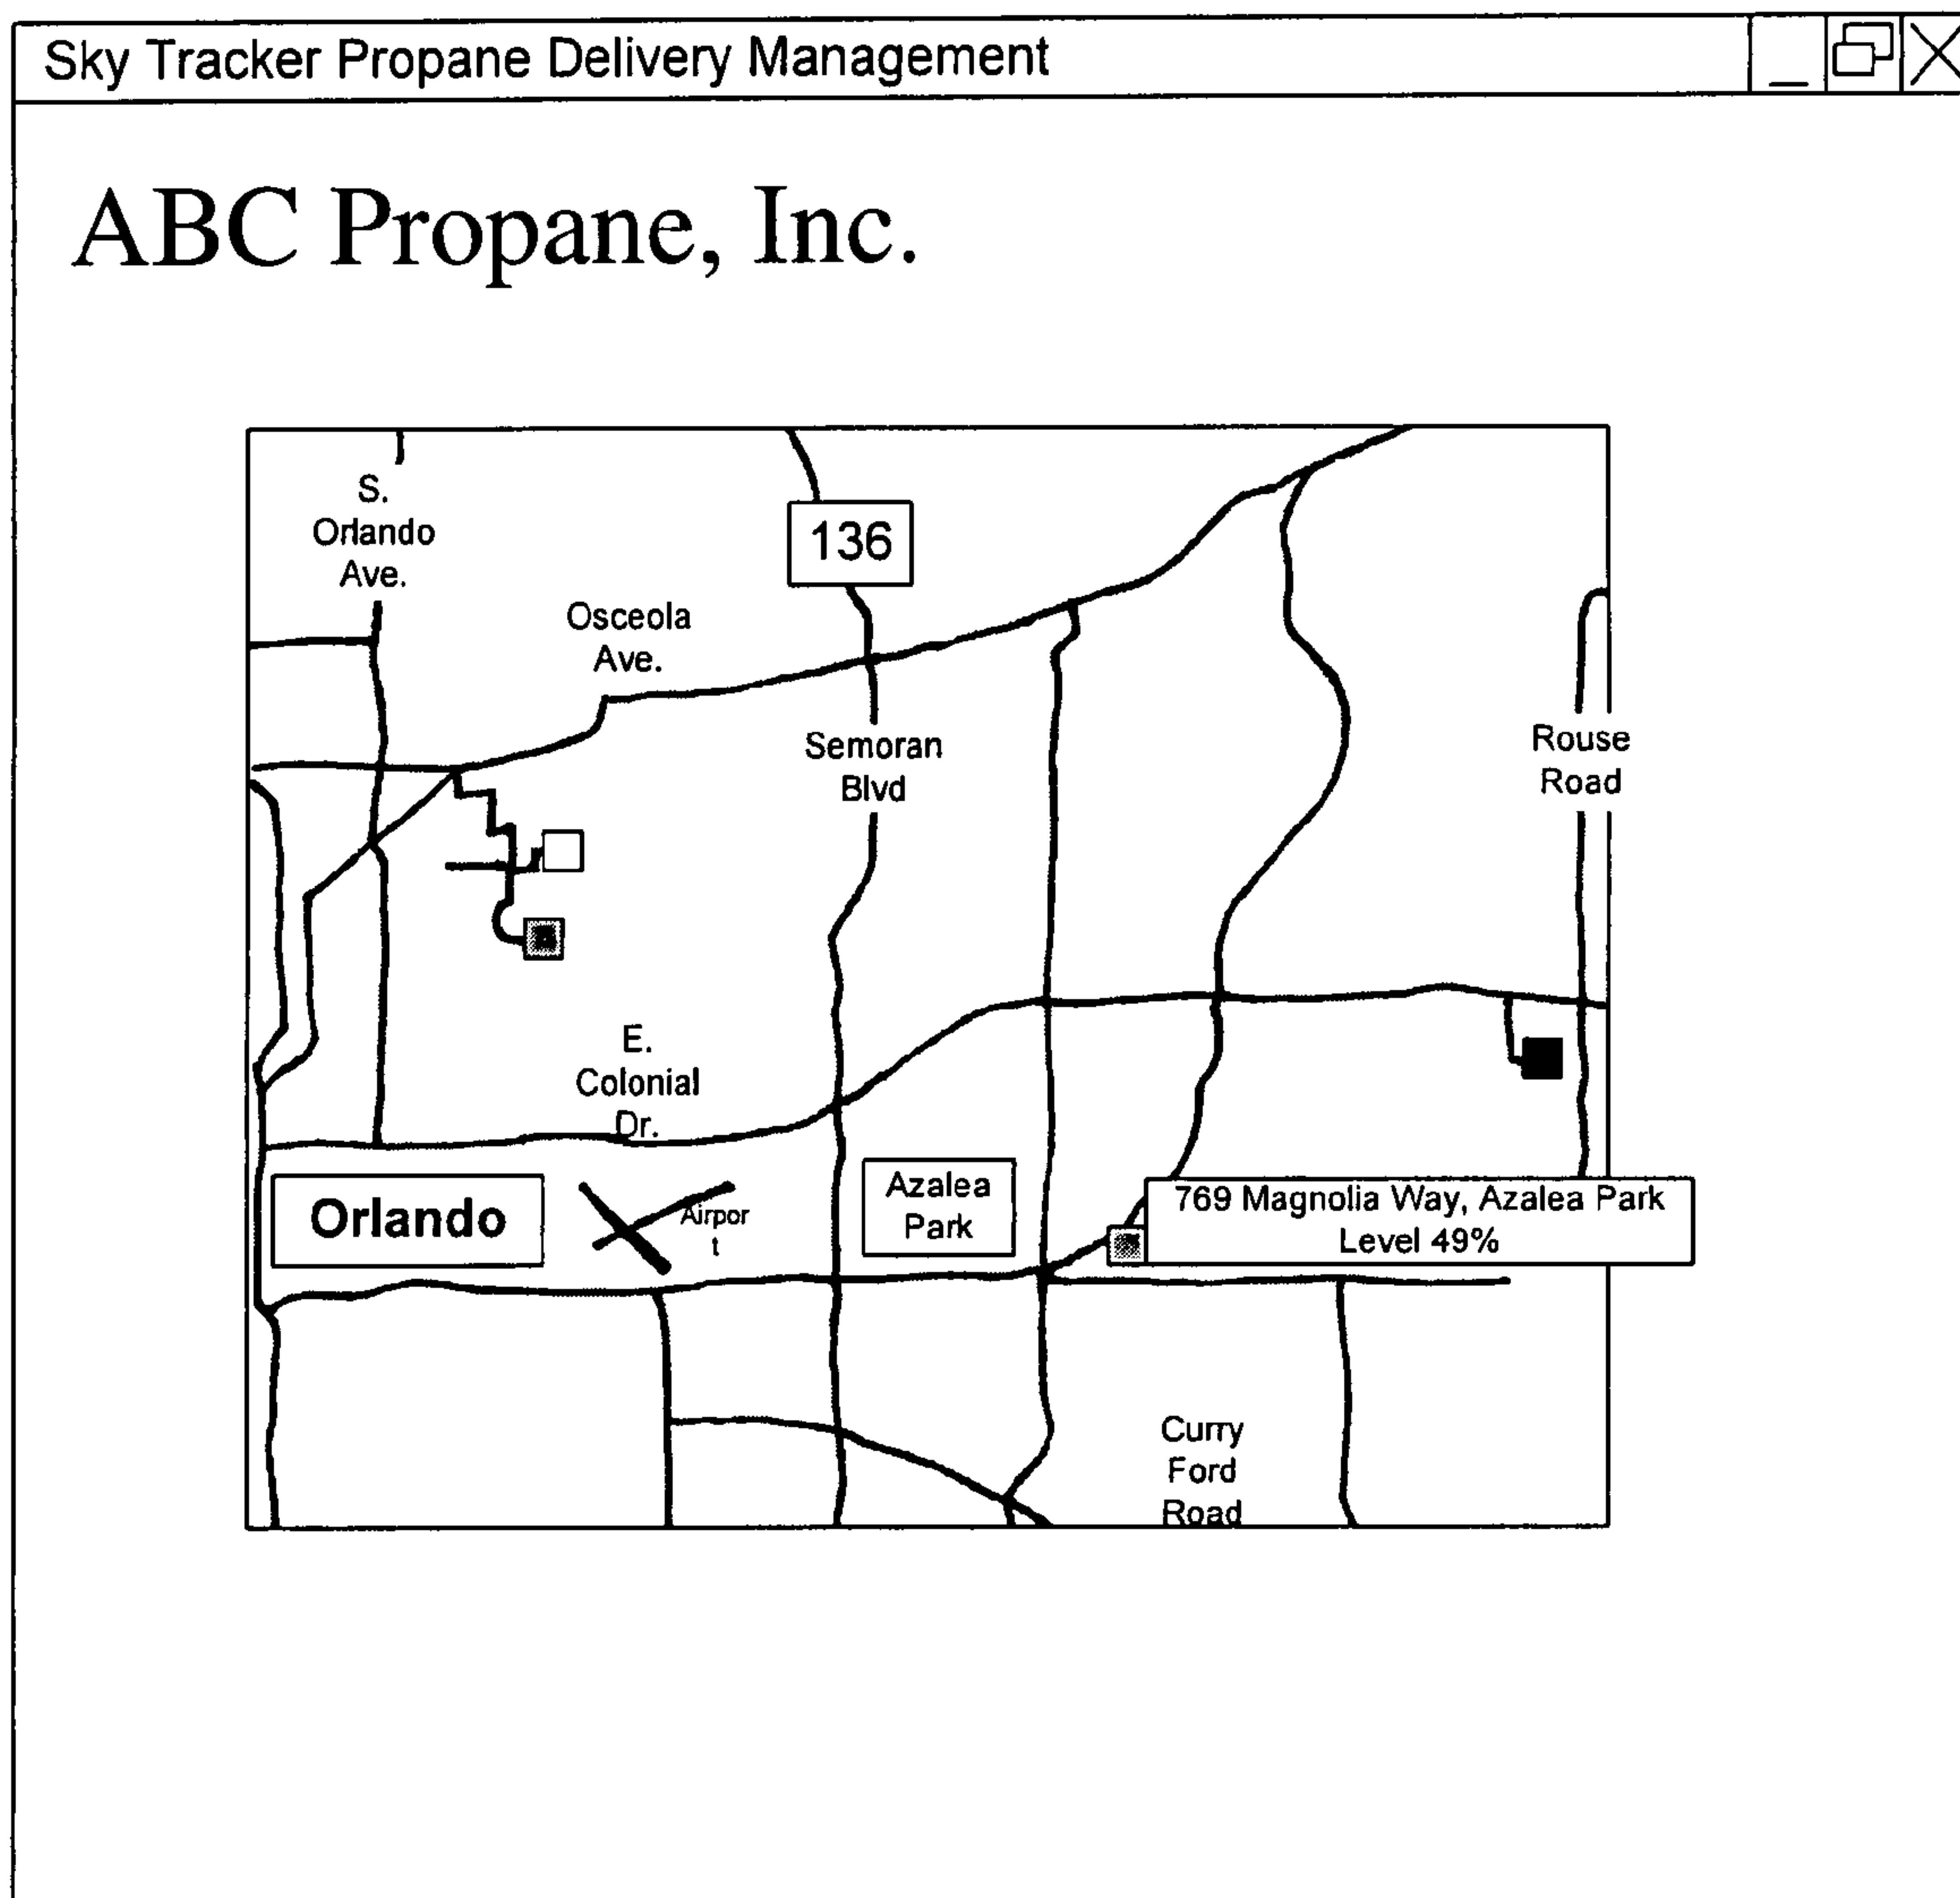 Sky Tracker Propane Delivery Management
ABC Propane, Inc.
S.
Orlando
Ave.
136
Osceola
Ave.
Semoran
Blvd
Rouse
Road
E.
Colonial
Dr.
Orlando
Airpor
t
Azalea
Park
769 Magnolia Way, Azalea Park
Level 49%
Curry
Ford
Road